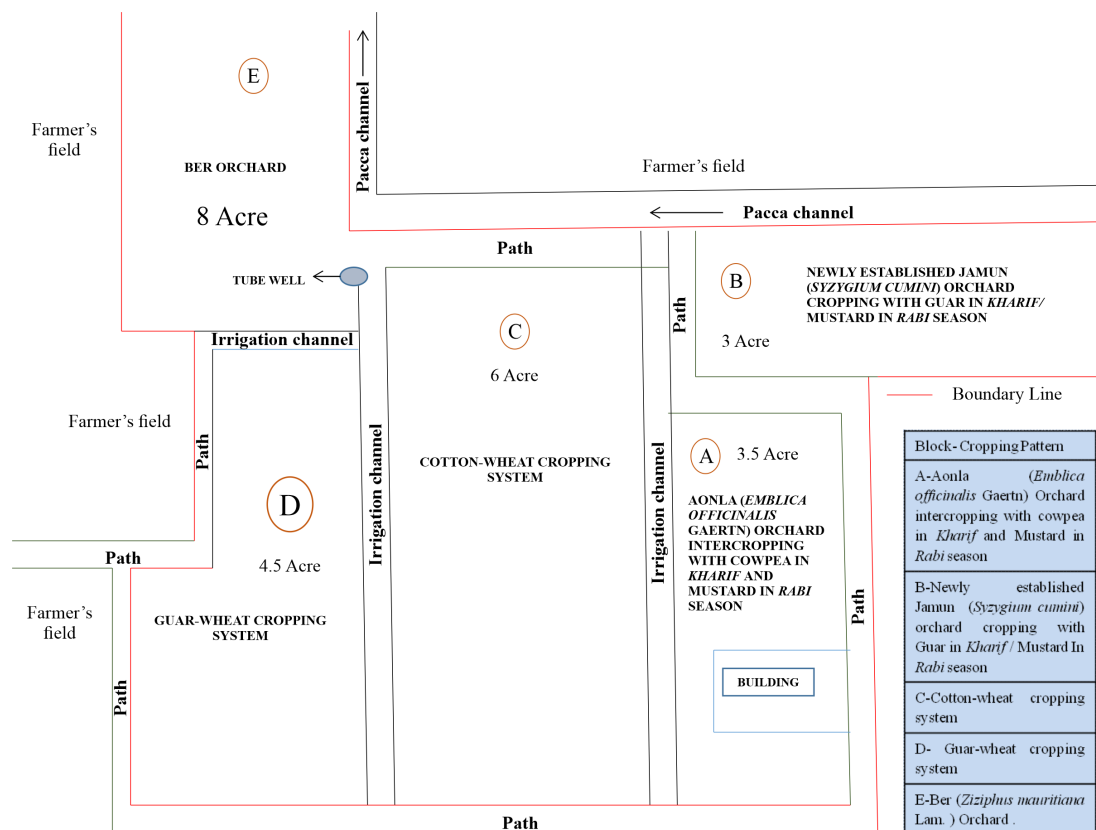 E
Farmer's
field
Pacca channel
BER ORCHARD
8 Acre
Farmer's field
Pacca channel
Path
TUBE WELL
B
NEWLY ESTABLISHED JAMUN
(SYZYGIUM CUMINI) ORCHARD
CROPPING WITH GUAR IN KHARIF/
MUSTARD IN RABI SEASON
3 Acre
Path
C
6 Acre
Irrigation channel
Boundary Line
Farmer's field
Path
COTTON-WHEAT CROPPING
SYSTEM
A
3.5 Acre
AONLA (EMBLICA
OFFICINALIS
GAERTN) ORCHARD
INTERCROPPING
WITH COWPEA IN
KHARIF AND
MUSTARD IN RABI
SEASON
D
4.5 Acre
Irrigation channel
Irrigation channel
Path
Farmer's
field
GUAR-WHEAT CROPPING
SYSTEM
Path
Path
BUILDING
Path
Block- Cropping Pattern
A-Aonla (Emblica
officinalis Gaertn) Orchard
intercropping with cowpea
in Kharif and Mustard in
Rabi season
B-Newly established
Jamun (Syzygium cumini)
orchard cropping with
Guar in Kharif / Mustard In
Rabi season
C-Cotton-wheat cropping
system
D- Guar-wheat cropping
system
E-Ber (Ziziphus mauritiana
Lam. ) Orchard .